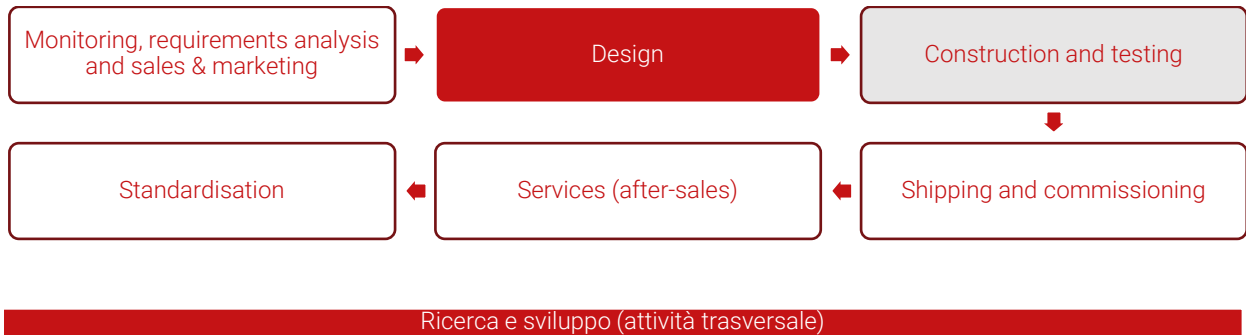 Monitoring, requirements analysis
and sales & marketing
Design
Construction and testing
Standardisation
Services (after-sales)
Shipping and commissioning
Ricerca e sviluppo (attività trasversale)